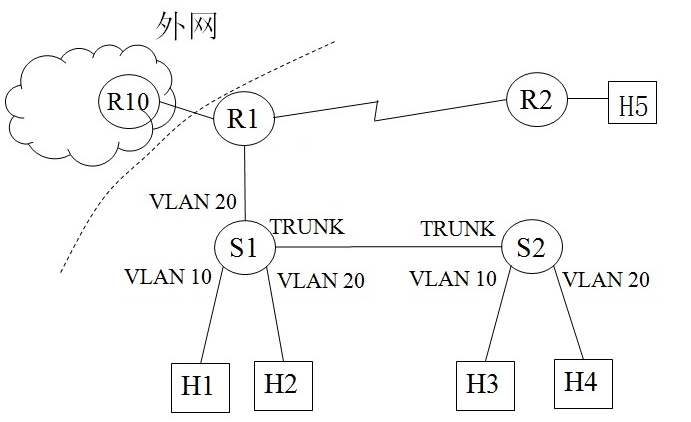 外网
R10
R1
R2
H5
VLAN 20
S1
TRUNK
TRUNK
S2
VLAN 10
VLAN 20
VLAN 10
VLAN 20
H1
H2
H3
H4